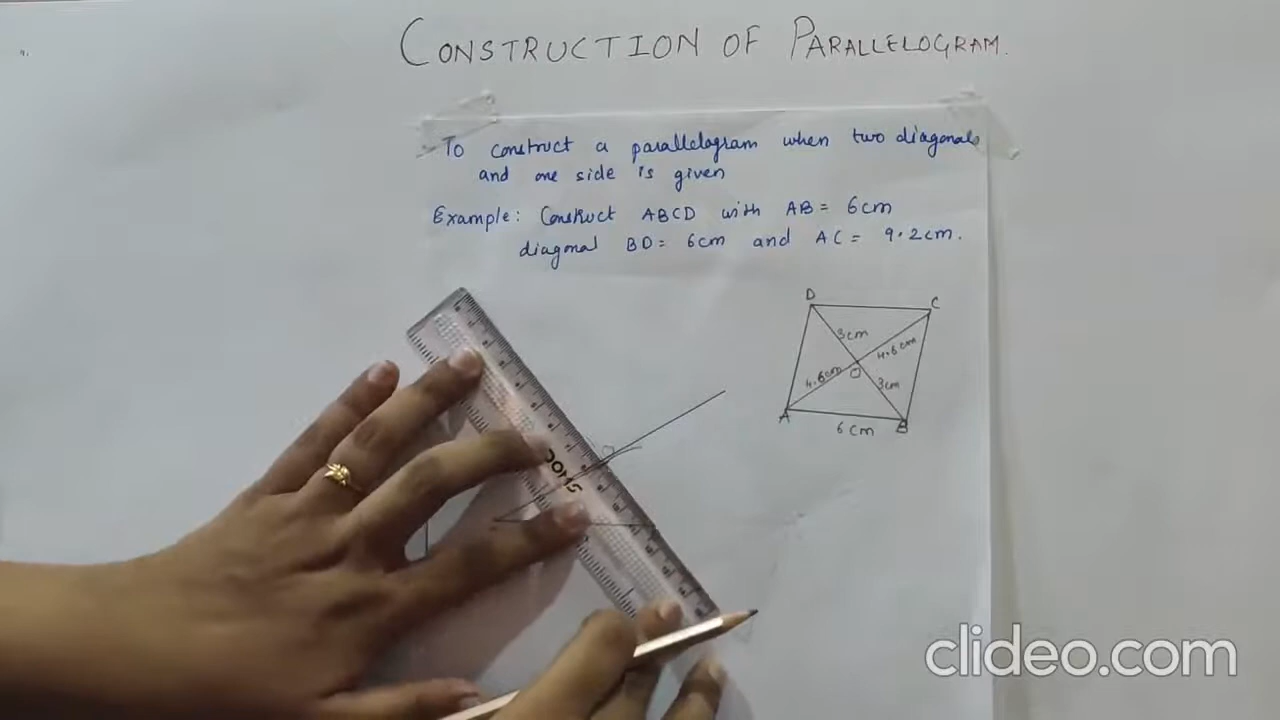 CONSTRUCTION OF PARALLELOGRAM.
To construct a parallelogram when two diagonals
and one side is given
Example: Construct ABCD with AB = 6cm
diagonal BD = 6cm and AC = 9.2cm.
D
C
3cm
4.6cm
4.6cm
O
3cm
A
B
6cm
DOMS
clideo.com